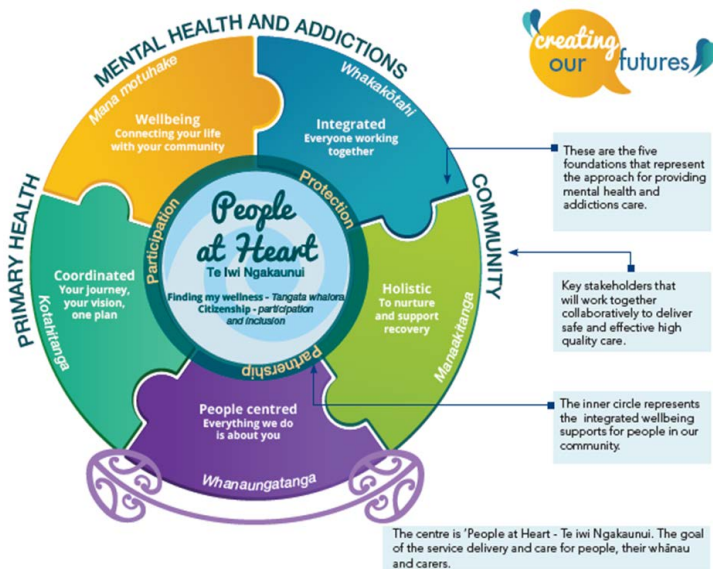 MENTAL HEALTH AND ADDICTIONS
PRIMARY HEALTH
COMMUNITY
creating
our futures
Mana motuhake
Wellbeing
Connecting your life
with your community
Whakakōtahi
Integrated
Everyone working
together
Coordinated
Your journey,
your vision,
one plan
Kotahitanga
Holistic
To nurture
and support
recovery
Manaakitanga
People centred
Everything we do
is about you
Whanaungatanga
Participation
Protection
Partnership
People
at Heart
Te Iwi Ngakaunui
Finding my wellness - Tangata whaiora
Citizenship - participation
and inclusion
These are the five
foundations that represent
the approach for providing
mental health and
addictions care.
Key stakeholders that
will work together
collaboratively to deliver
safe and effective high
quality care.
The inner circle represents
the integrated wellbeing
supports for people in our
community.
The centre is 'People at Heart - Te iwi Ngakaunui. The goal
of the service delivery and care for people, their whānau
and carers.